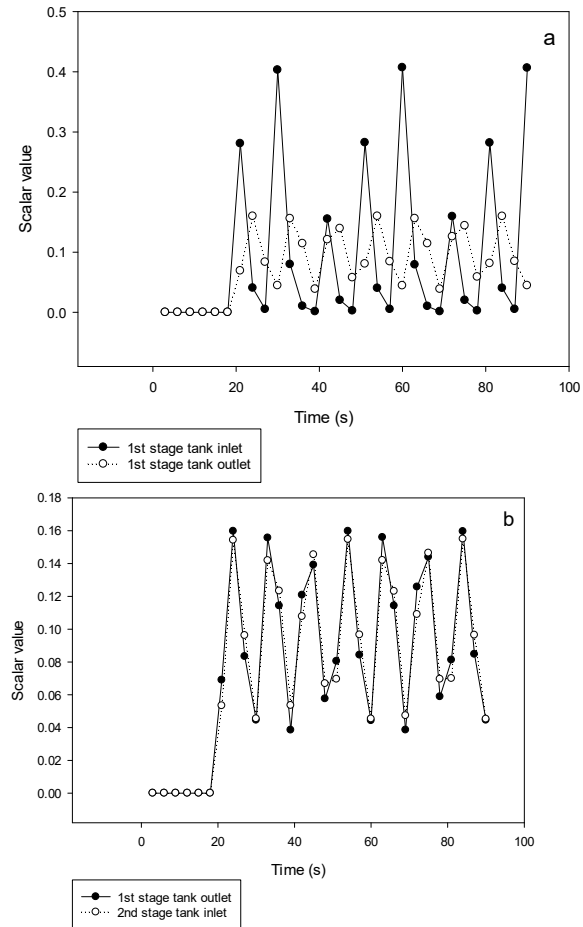 a
0.5
0.4
0.3
0.2
0.1
0.0
Scalar value
0 20 40 60 80 100
Time (s)
1st stage tank inlet
1st stage tank outlet
b
0.18
0.16
0.14
0.12
0.10
0.08
0.06
0.04
0.02
0.00
Scalar value
0 20 40 60 80 100
Time (s)
1st stage tank outlet
2nd stage tank inlet